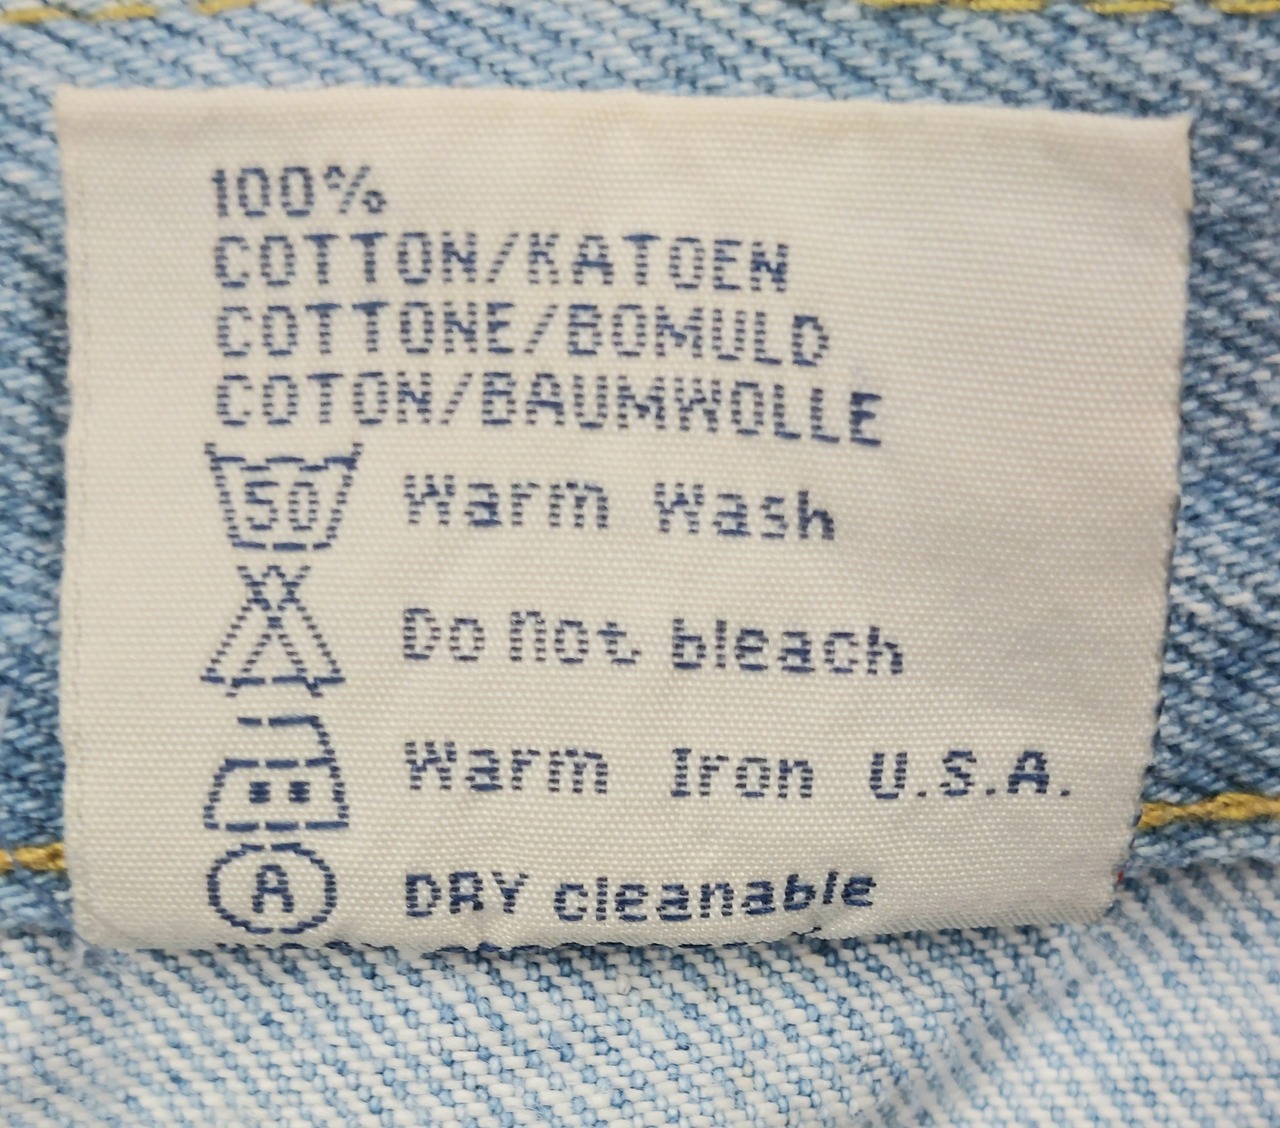 100%
COTTON/KATOEN
COTTONE/BOMULD
COTON/BAUMWOLLE
50 Warm Wash
Do not bleach
Warm Iron U.S.A.
A DRY cleanable